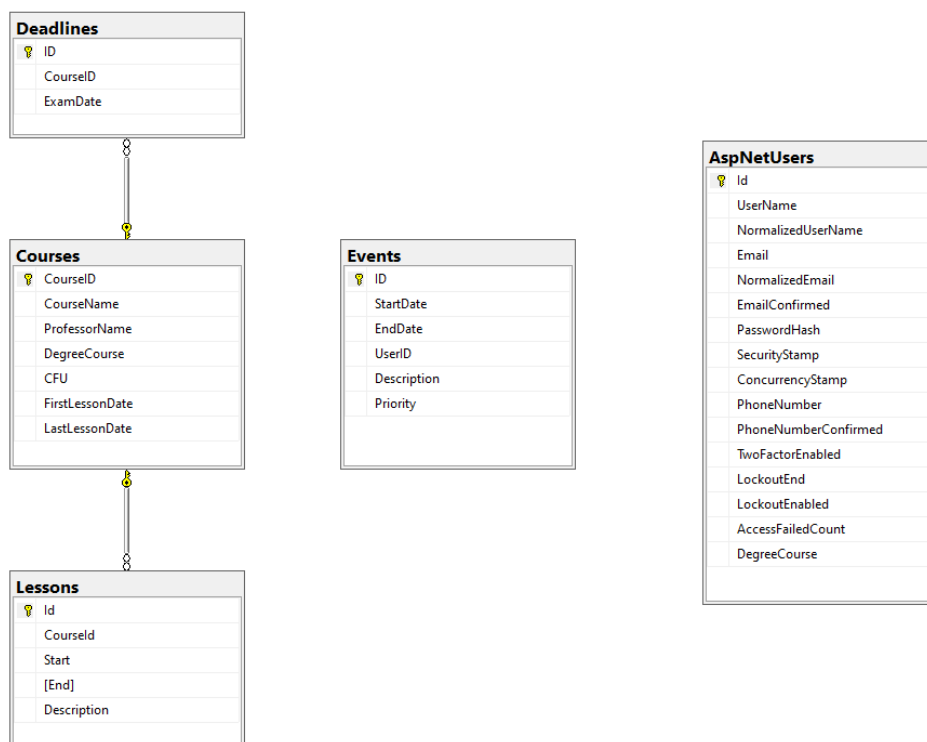 Deadlines
ID
CourseID
ExamDate
Courses
CourseID
CourseName
ProfessorName
DegreeCourse
CFU
FirstLessonDate
LastLessonDate
Lessons
Id
CourseId
Start
[End]
Description
Events
ID
StartDate
EndDate
UserID
Description
Priority
AspNetUsers
Id
UserName
NormalizedUserName
Email
NormalizedEmail
EmailConfirmed
PasswordHash
SecurityStamp
ConcurrencyStamp
PhoneNumber
PhoneNumberConfirmed
TwoFactorEnabled
LockoutEnd
LockoutEnabled
AccessFailedCount
DegreeCourse